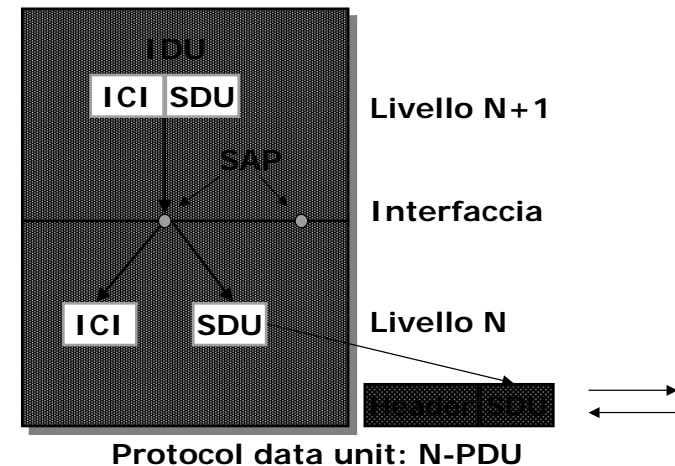 IDU
ICI SDU
Livello N+1
SAP
Interfaccia
ICI
SDU
Livello N
Header SDU
Protocol data unit: N-PDU